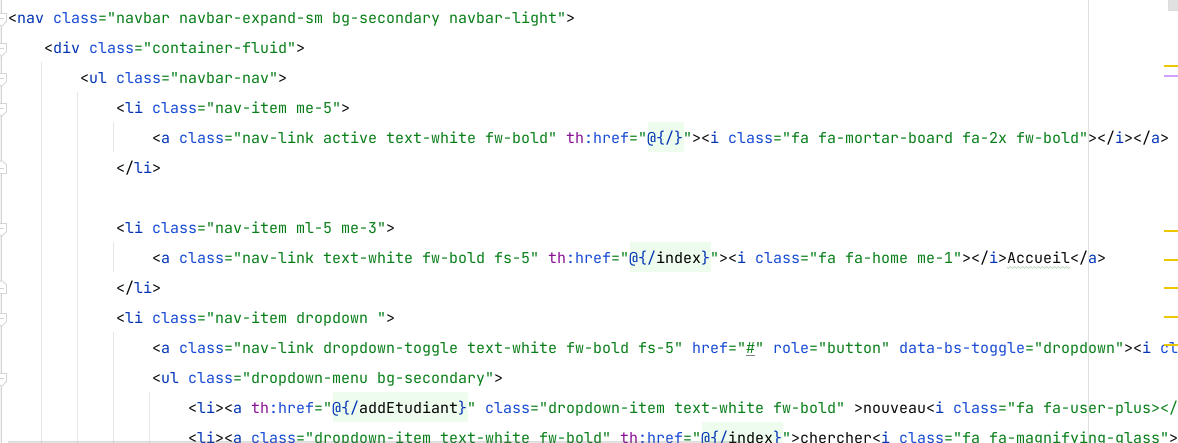 <nav class="navbar navbar-expand-sm bg-secondary navbar-light">
<div class="container-fluid">
<ul class="navbar-nav">
<li class="nav-item me-5">
<a class="nav-link active text-white fw-bold" th:href="@{/}"><i class="fa fa-mortar-board fa-2x fw-bold"></i></a>
</li>
<li class="nav-item ml-5 me-3">
<a class="nav-link text-white fw-bold fs-5" th:href="@{/index}"><i class="fa fa-home me-1"></i>Accueil</a>
</li>
<li class="nav-item dropdown ">
<a class="nav-link dropdown-toggle text-white fw-bold fs-5" href="#" role="button" data-bs-toggle="dropdown"><i cl
<ul class="dropdown-menu bg-secondary">
<li><a th:href="@{/addEtudiant}" class="dropdown-item text-white fw-bold" >nouveau<i class="fa fa-user-plus></
<li><a class="dropdown-item text-white fw-bold" th:href="@{/index}">chercher<i class="fa fa-magnifying-glass">